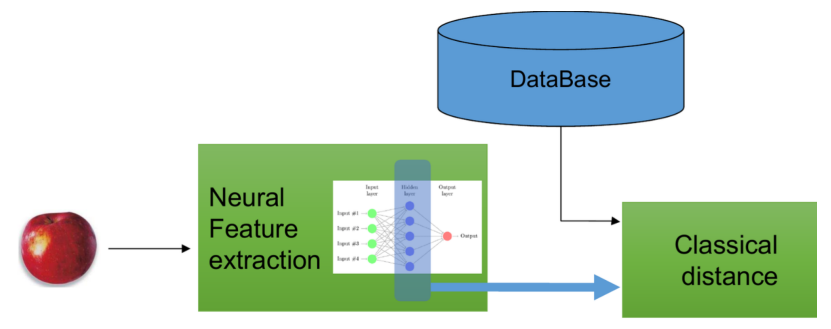 DataBase
Neural
Feature
extraction
Input
layer
Hidden
layer
Output
layer
Input #1
Input #2
Input #3
Input #4
Output
Classical
distance